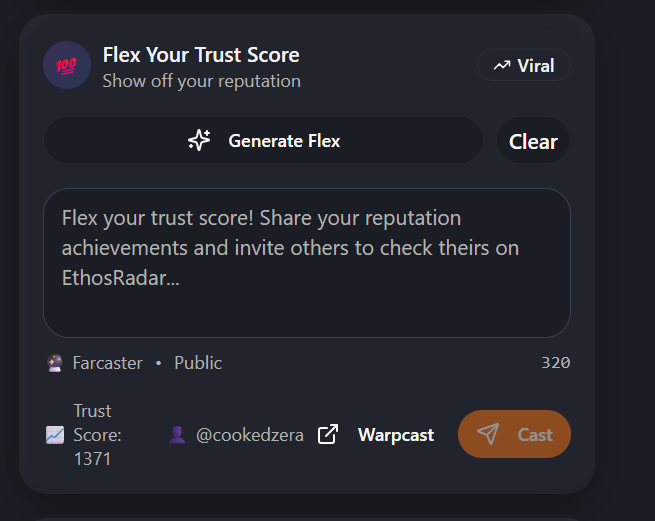 Flex Your Trust Score
Show off your reputation
Viral
Generate Flex
Clear
Flex your trust score! Share your reputation
achievements and invite others to check theirs on
EthosRadar...
Farcaster • Public
320
Trust
Score:
1371
@cookedzera
Warpcast
Cast